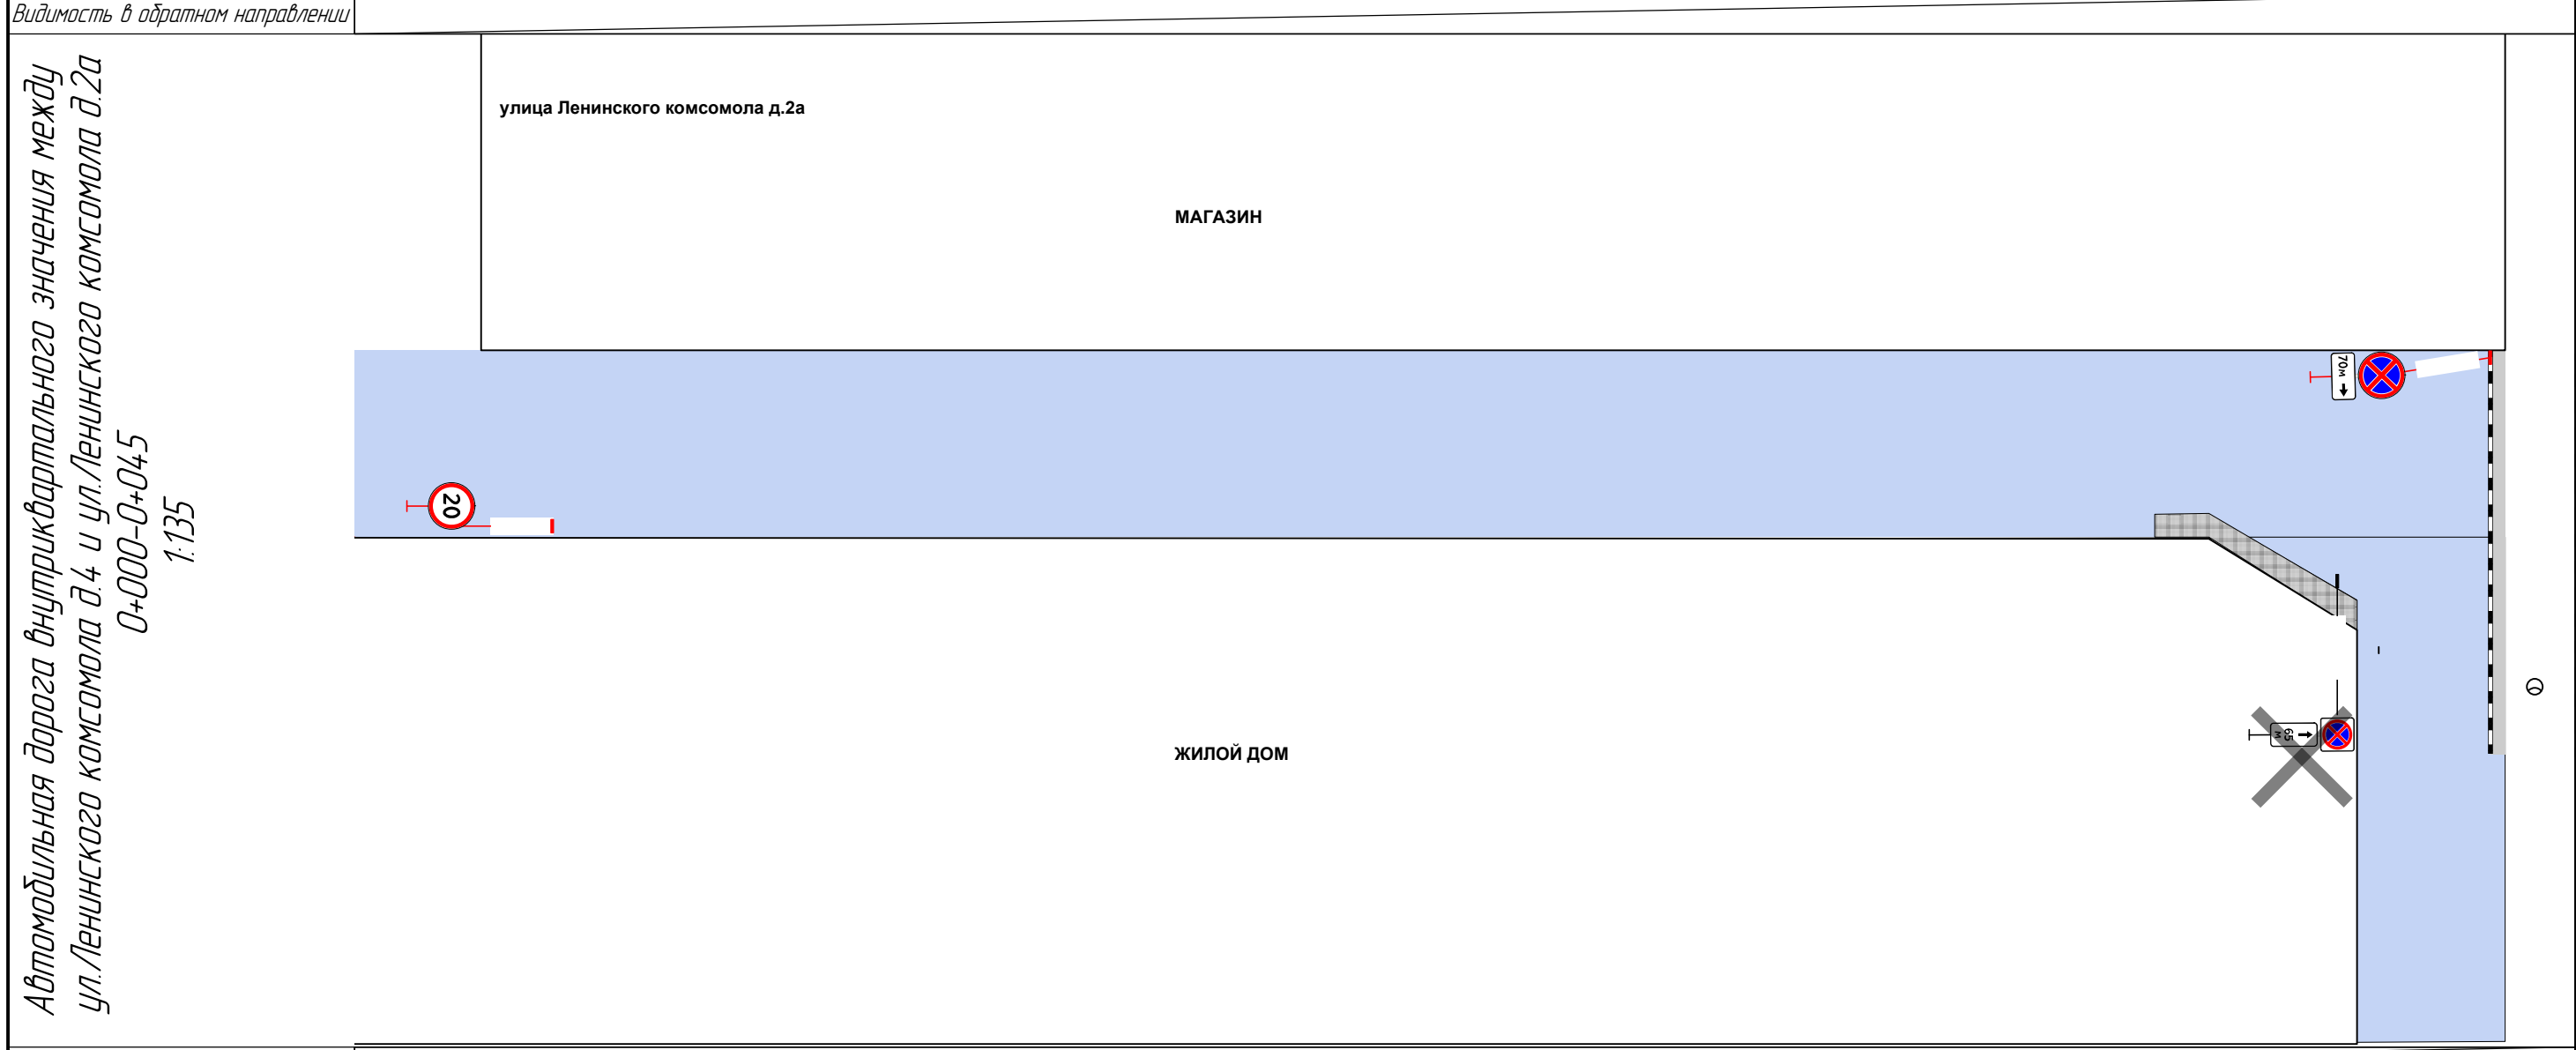 Видимость в обратном направлении
Автомобильная дорога внутриквартального значения между
ул.Ленинского комсомола д.4 и ул.Ленинского комсомола д.2а
0+000-0+045
1:135
улица Ленинского комсомола д.2а
МАГАЗИН
70м
20
65
м
ЖИЛОЙ ДОМ